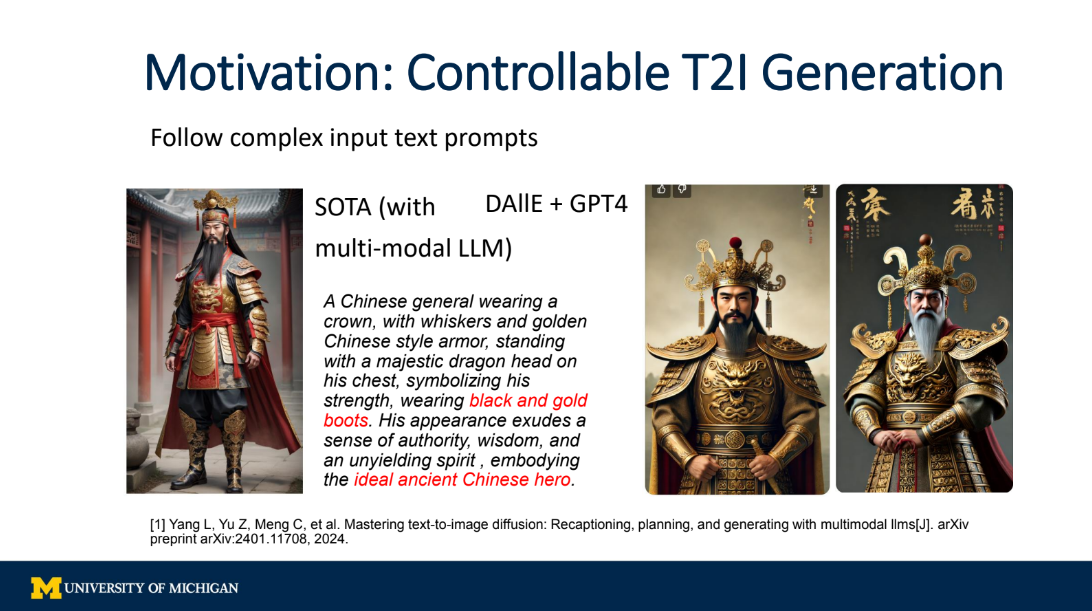 Motivation: Controllable T2I Generation
Follow complex input text prompts
SOTA (with
multi-modal LLM)
DAllE + GPT4
A Chinese general wearing a
crown, with whiskers and golden
Chinese style armor, standing
with a majestic dragon head on
his chest, symbolizing his
strength, wearing black and gold
boots. His appearance exudes a
sense of authority, wisdom, and
an unyielding spirit , embodying
the ideal ancient Chinese hero.
[1] Yang L, Yu Z, Meng C, et al. Mastering text-to-image diffusion: Recaptioning, planning, and generating with multimodal llms[J]. arXiv
preprint arXiv:2401.11708, 2024.
M UNIVERSITY OF MICHIGAN